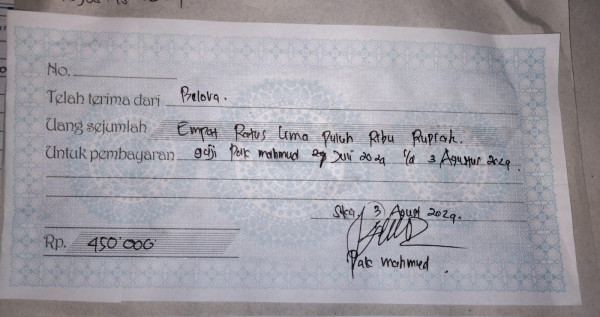 No.
Telah terima dari Belova.
Uang sejumlah Empat Ratus Lima Puluh Ribu Rupiah.
Untuk pembayaran gaji Pak mahmud 29 Juli 2024 s/d 3 Agustus 2024.
Ska, 3 Agust 2024.
Rp. 450.000
Pak mahmud.